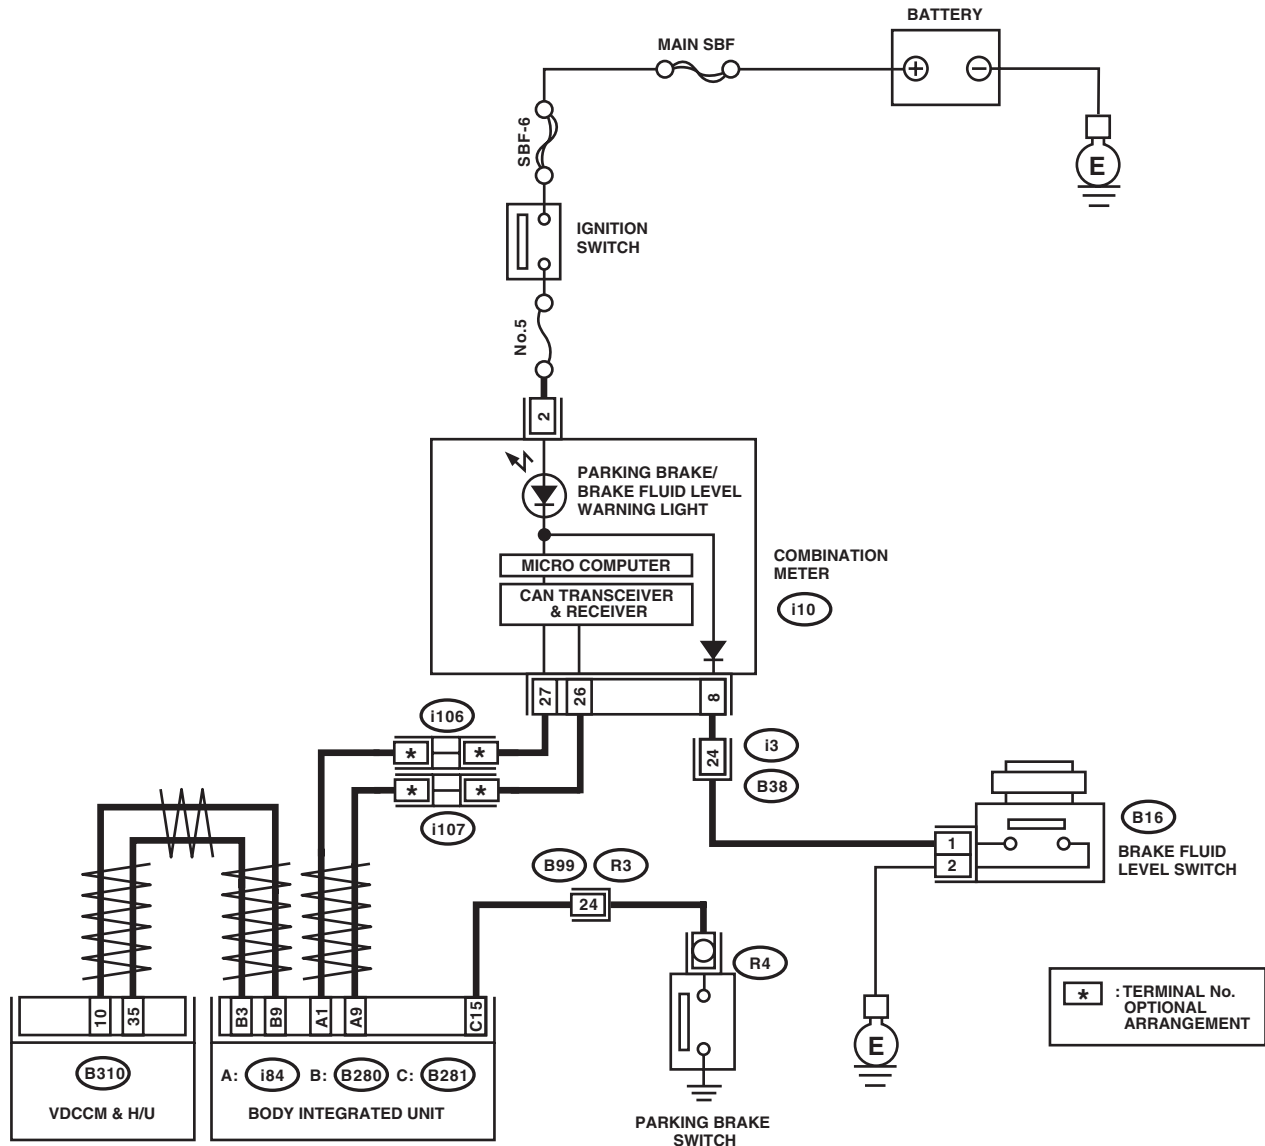 BATTERY
MAIN SBF
+
−
E
SBF-6
IGNITION
SWITCH
No.5
2
PARKING BRAKE/
BRAKE FLUID LEVEL
WARNING LIGHT
MICRO COMPUTER
CAN TRANSCEIVER
& RECEIVER
COMBINATION
METER
i10
27
26
8
i106
*
*
*
*
i107
24
i3
B38
B16
1
2
BRAKE FLUID
LEVEL SWITCH
B99
R3
24
R4
E
*
: TERMINAL No.
OPTIONAL
ARRANGEMENT
10
35
B3
B9
A1
A9
C15
B310
VDCCM & H/U
A: i84 B: B280 C: B281
BODY INTEGRATED UNIT
PARKING BRAKE
SWITCH